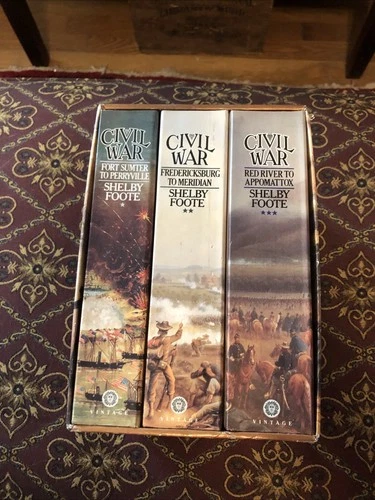 CIVIL
WAR
FORT SUMTER
TO PERRYVILLE
SHELBY
FOOTE
*
VINTAGE
CIVIL
WAR
FREDERICKSBURG
TO MERIDIAN
SHELBY
FOOTE
**
VINTAGE
CIVIL
WAR
RED RIVER TO
APPOMATTOX
SHELBY
FOOTE
***
VINTAGE